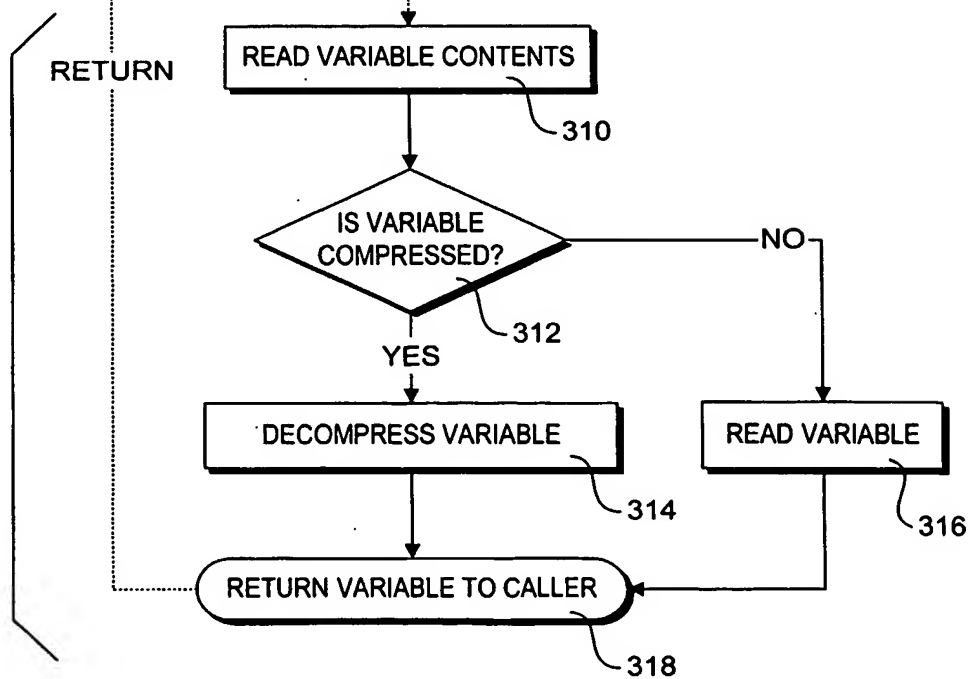 RETURN
READ VARIABLE CONTENTS
310
IS VARIABLE
COMPRESSED?
312
NO
YES
DECOMPRESS VARIABLE
314
READ VARIABLE
316
RETURN VARIABLE TO CALLER
318